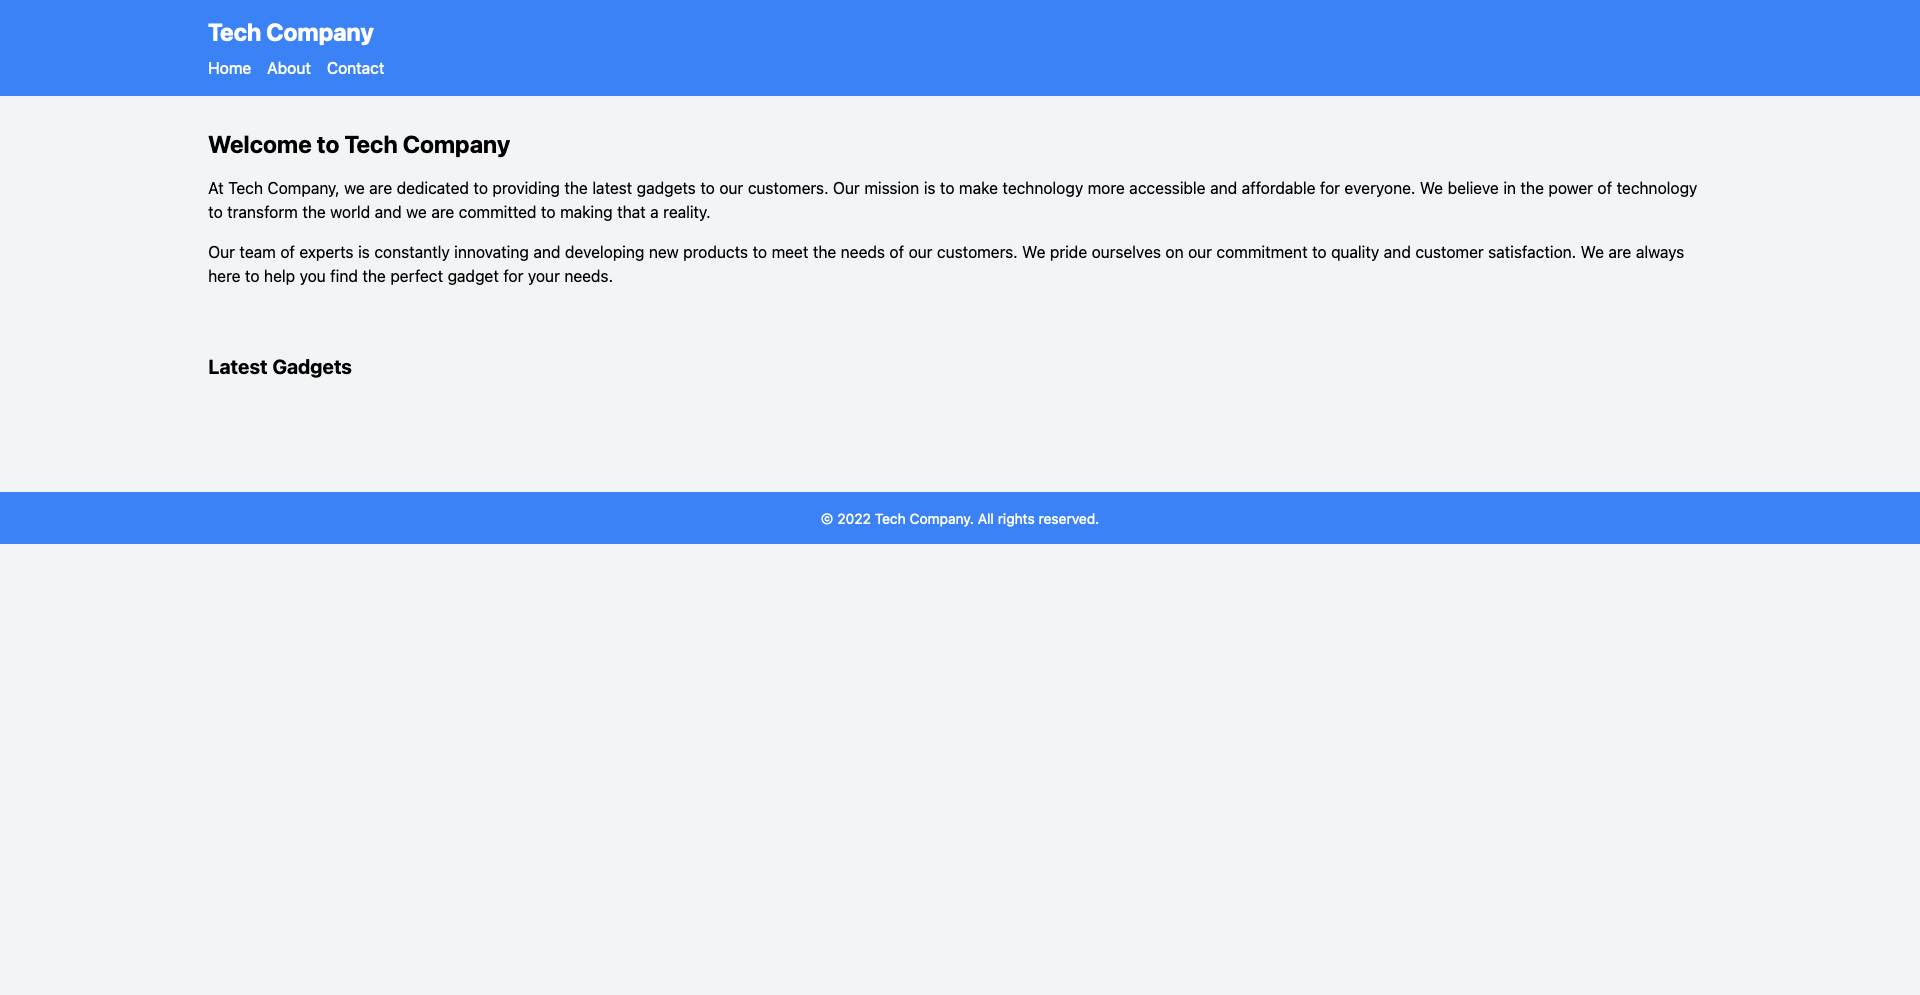 Tech Company
Home About Contact
Welcome to Tech Company
At Tech Company, we are dedicated to providing the latest gadgets to our customers. Our mission is to make technology more accessible and affordable for everyone. We believe in the power of technology
to transform the world and we are committed to making that a reality.
Our team of experts is constantly innovating and developing new products to meet the needs of our customers. We pride ourselves on our commitment to quality and customer satisfaction. We are always
here to help you find the perfect gadget for your needs.
Latest Gadgets
© 2022 Tech Company. All rights reserved.